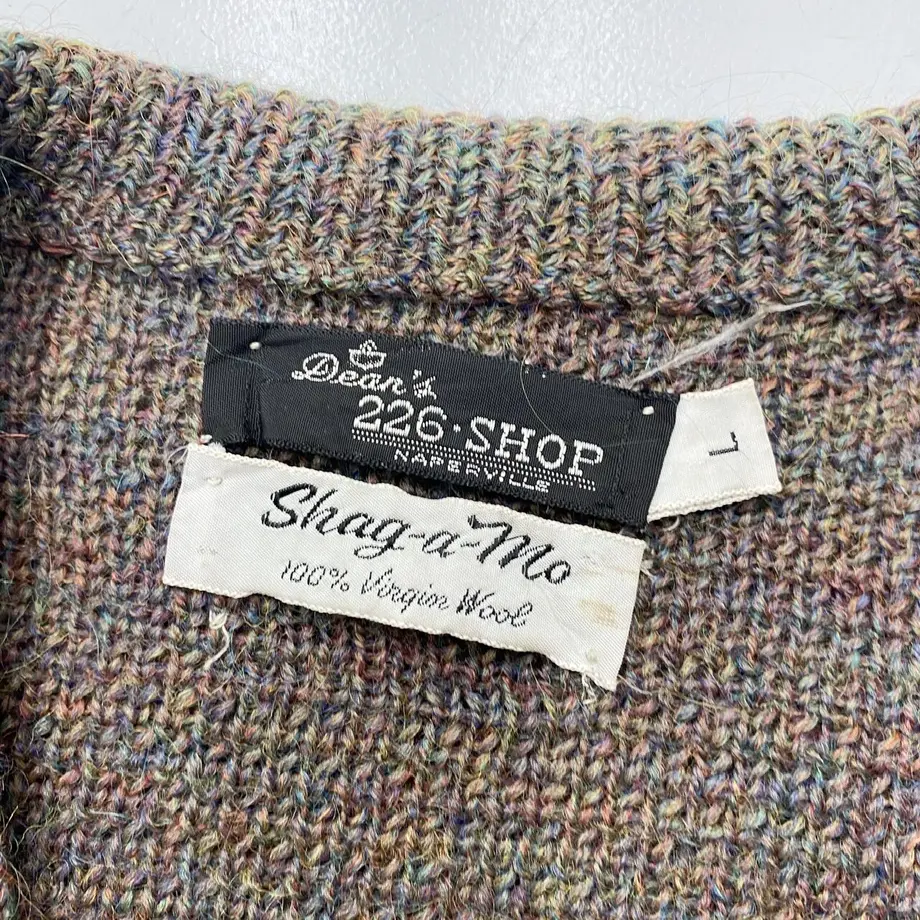 Dean's
226·SHOP
NAPERVILLE
L
Shag-a-Mo
100% Virgin Wool